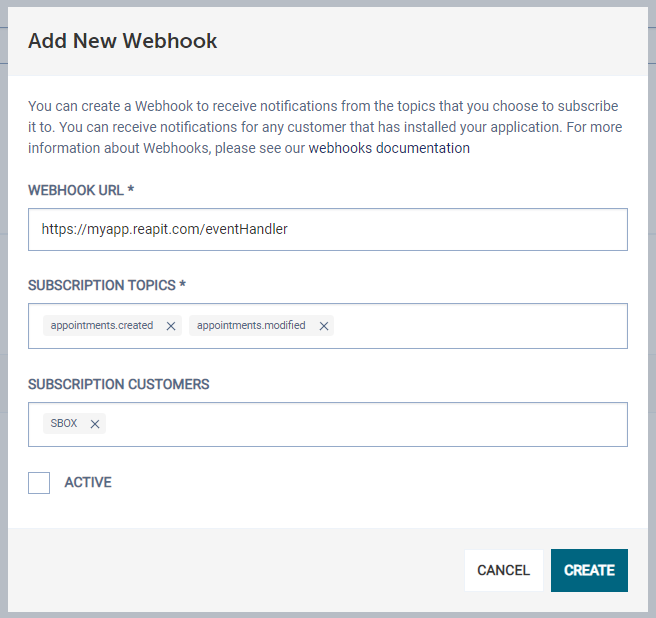 Add New Webhook
You can create a Webhook to receive notifications from the topics that you choose to subscribe
it to. You can receive notifications for any customer that has installed your application. For more
information about Webhooks, please see our webhooks documentation
WEBHOOK URL *
https://myapp.reapit.com/eventHandler
SUBSCRIPTION TOPICS *
appointments.created appointments.modified
SUBSCRIPTION CUSTOMERS
SBOX
ACTIVE
CANCEL CREATE